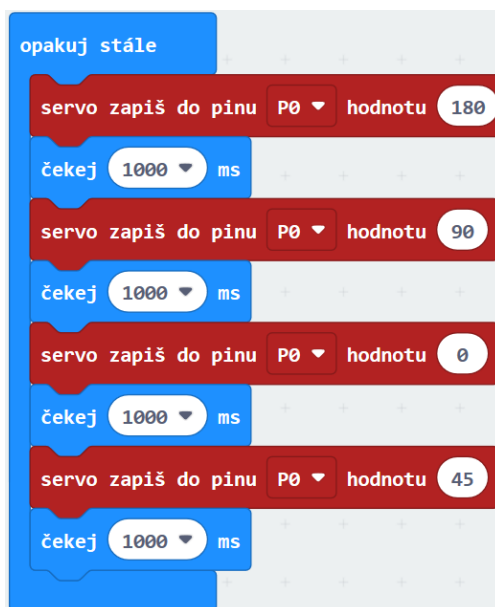 opakuj stále
servo zapiš do pinu P0 hodnotu 180
čekej 1000 ms
servo zapiš do pinu P0 hodnotu 90
čekej 1000 ms
servo zapiš do pinu P0 hodnotu 0
čekej 1000 ms
servo zapiš do pinu P0 hodnotu 45
čekej 1000 ms